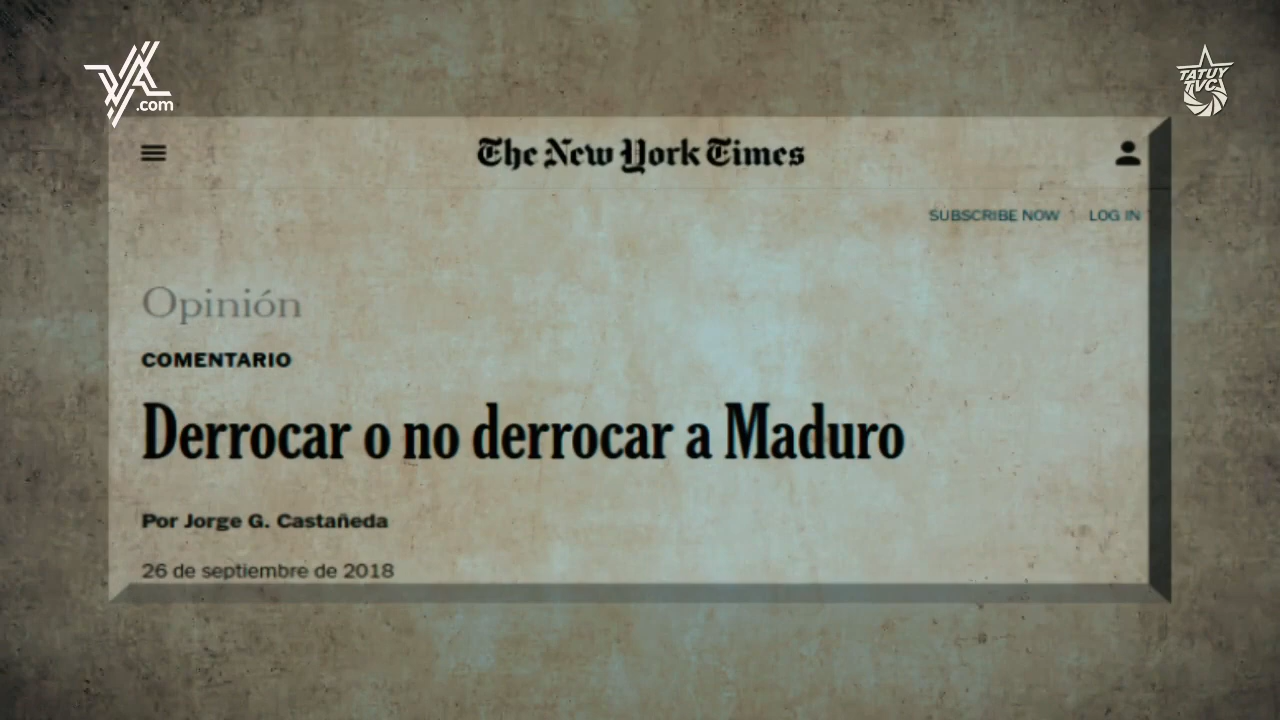 .com
TATUY
TVC
The New York Times
SUBSCRIBE NOW
LOG IN
Opinión
COMENTARIO
Derrocar o no derrocar a Maduro
Por Jorge G. Castañeda
26 de septiembre de 2018